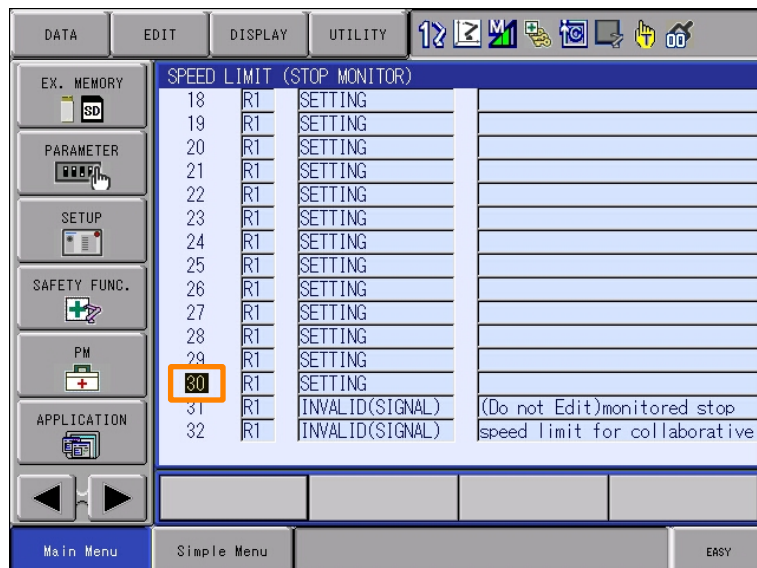 DATA EDIT DISPLAY UTILITY
EX. MEMORY
SD
PARAMETER
SETUP
SAFETY FUNC.
PM
APPLICATION
SPEED LIMIT (STOP MONITOR)
18 R1 SETTING
19 R1 SETTING
20 R1 SETTING
21 R1 SETTING
22 R1 SETTING
23 R1 SETTING
24 R1 SETTING
25 R1 SETTING
26 R1 SETTING
27 R1 SETTING
28 R1 SETTING
29 R1 SETTING
30 R1 SETTING
31 R1 INVALID(SIGNAL) (Do not Edit)monitored stop
32 R1 INVALID(SIGNAL) speed limit for collaborative
Main Menu Simple Menu EASY